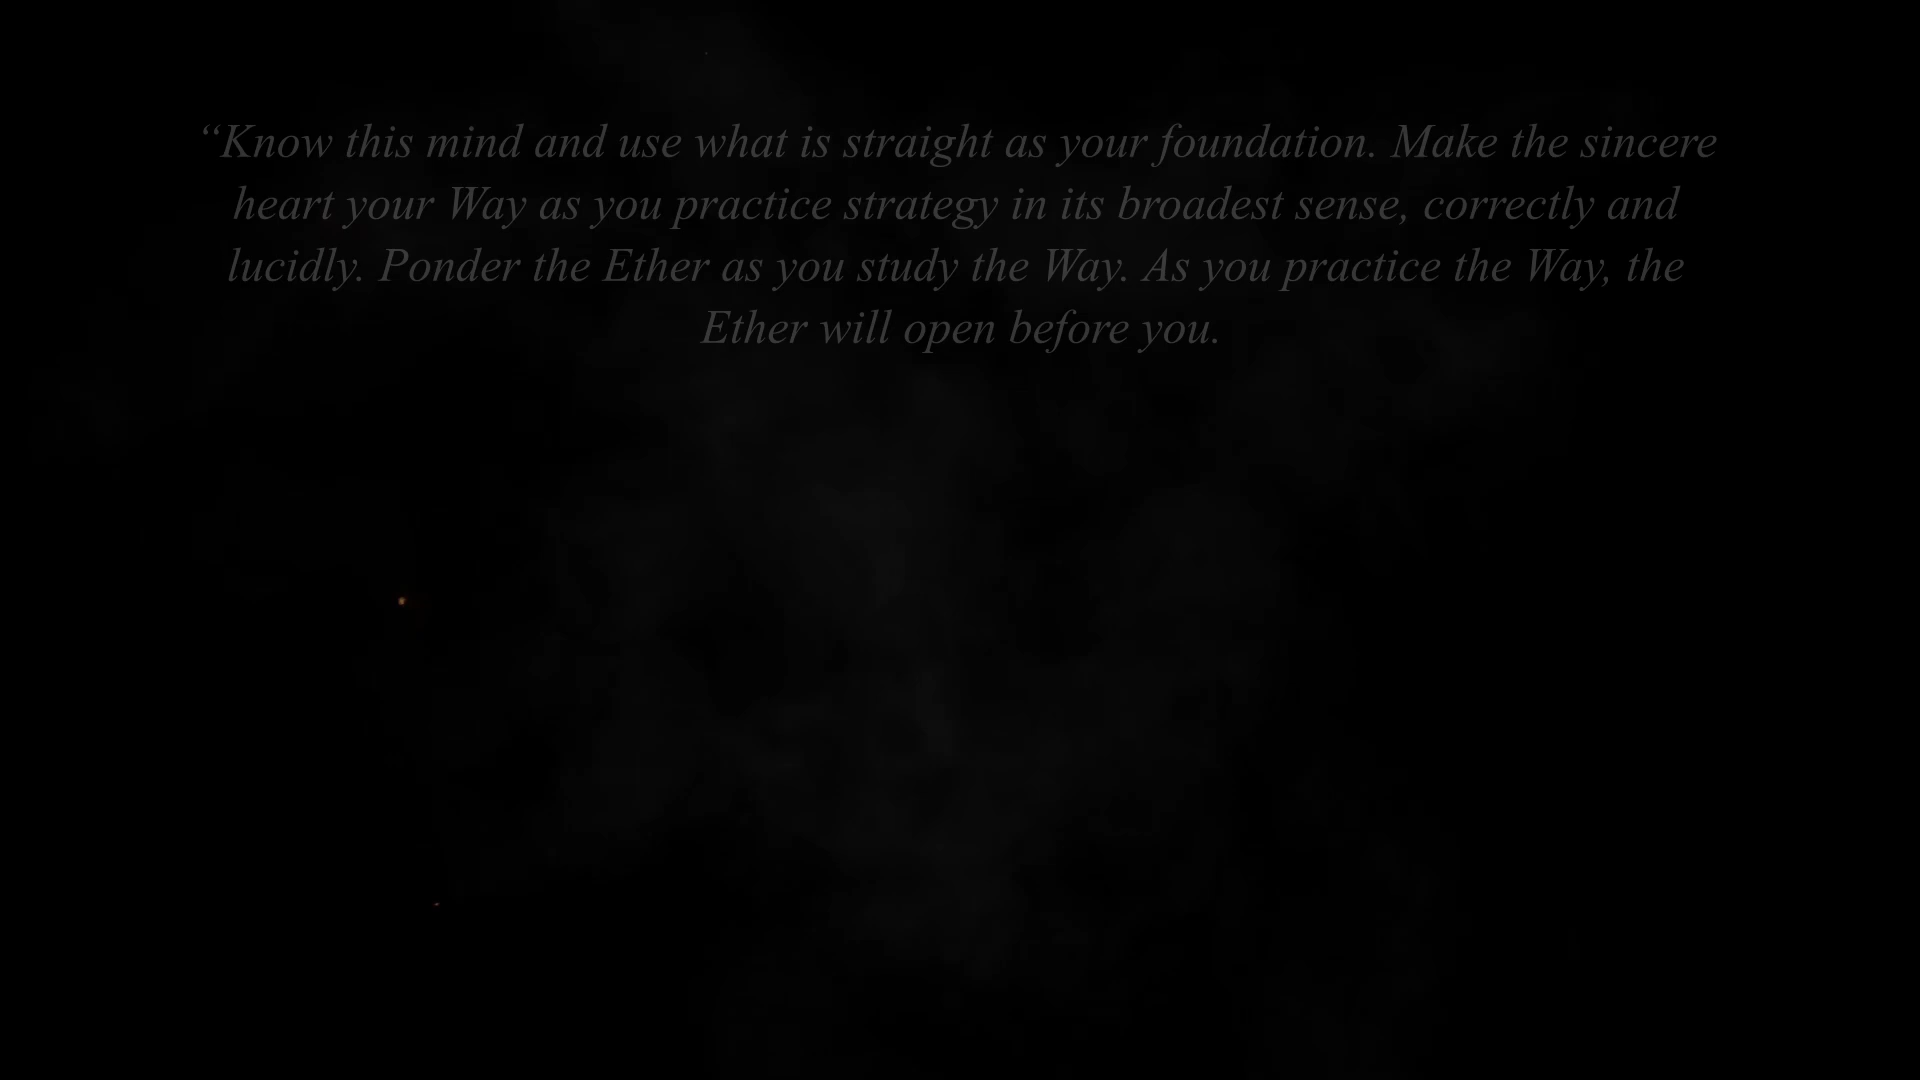 “Know this mind and use what is straight as your foundation. Make the sincere
heart your Way as you practice strategy in its broadest sense, correctly and
lucidly. Ponder the Ether as you study the Way. As you practice the Way, the
Ether will open before you.